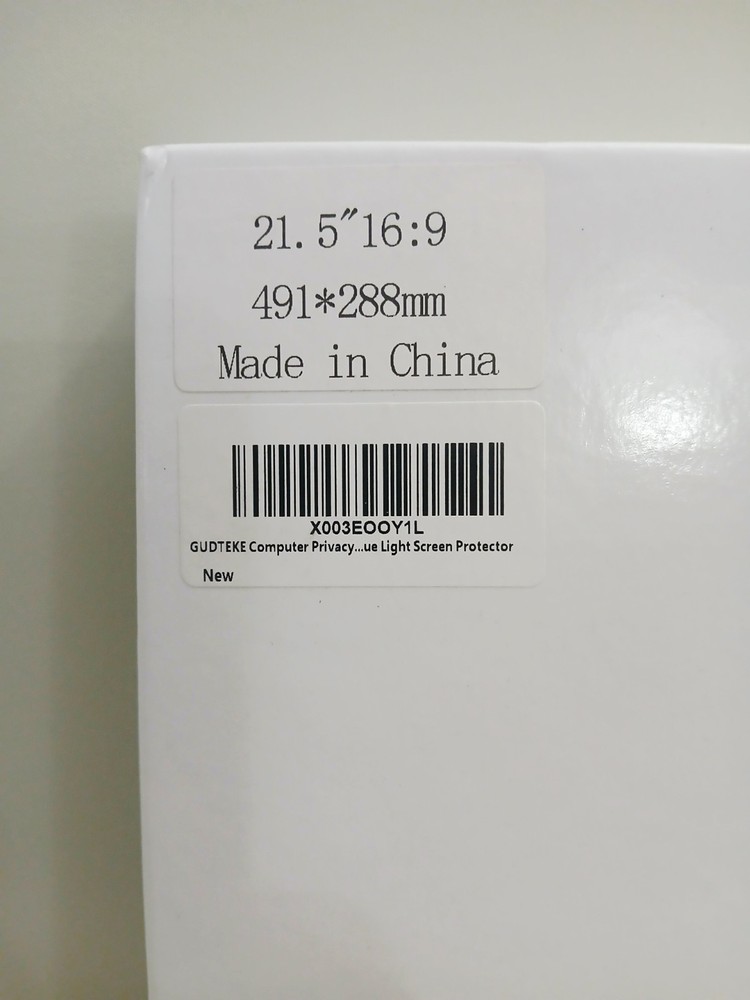 21.5″16:9
491*288mm
Made in China
X003EOOY1L
GUDTEKE Computer Privacy...ue Light Screen Protector
New